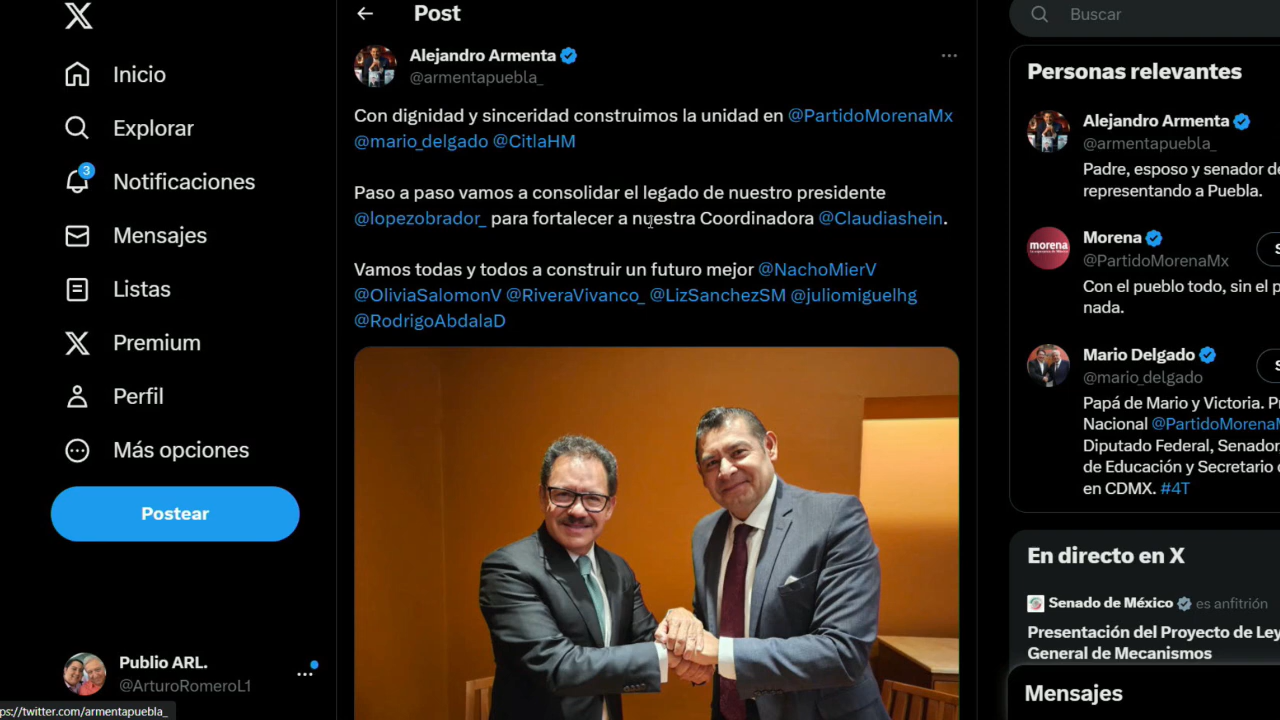 Inicio
Explorar
3
Notificaciones
Mensajes
Listas
Premium
Perfil
Más opciones
Postear
Publio ARL.
@ArturoRomeroL1
ps://twitter.com/armentapuebla_
Post
Alejandro Armenta
@armentapuebla_
Con dignidad y sinceridad construimos la unidad en @PartidoMorenaMx
@mario_delgado @CitlaHM
Paso a paso vamos a consolidar el legado de nuestro presidente
@lopezobrador_ para fortalecer a nuestra Coordinadora @Claudiashein.
Vamos todas y todos a construir un futuro mejor @NachoMierV
@OliviaSalomonV @RiveraVivanco_ @LizSanchezSM @juliomiguelhg
@RodrigoAbdalaD
Buscar
Personas relevantes
Alejandro Armenta
@armentapuebla_
Padre, esposo y senador de
representando a Puebla.
morena
Morena
@PartidoMorenaMx
Con el pueblo todo, sin el p
nada.
Mario Delgado
@mario_delgado
Papá de Mario y Victoria. P
Nacional @PartidoMorena
Diputado Federal, Senador,
de Educación y Secretario
en CDMX. #4T
En directo en X
Senado de México es anfitrión
Presentación del Proyecto de Ley
General de Mecanismos
Mensajes